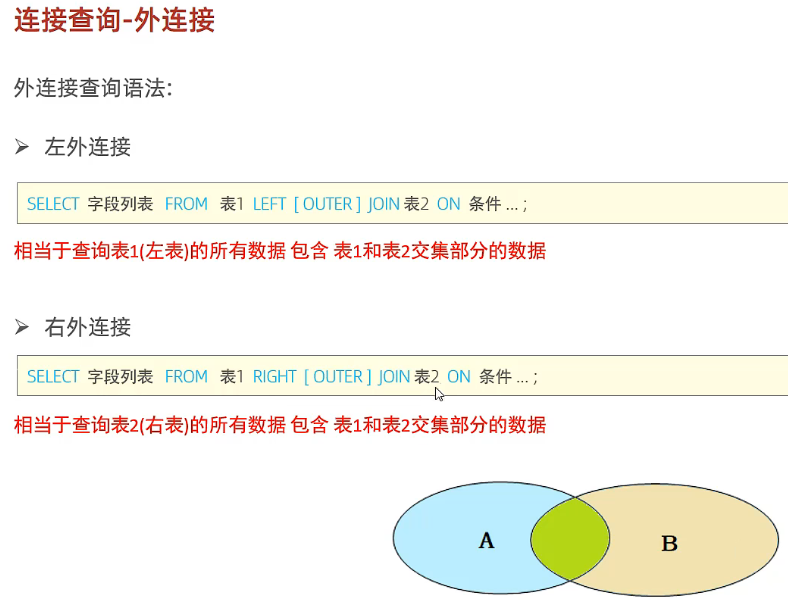 连接查询-外连接
外连接查询语法:
➢ 左外连接
SELECT 字段列表 FROM 表1 LEFT [ OUTER ] JOIN 表2 ON 条件 ... ;
相当于查询表1(左表)的所有数据 包含 表1和表2交集部分的数据
➢ 右外连接
SELECT 字段列表 FROM 表1 RIGHT [ OUTER ] JOIN 表2 ON 条件 ... ;
相当于查询表2(右表)的所有数据 包含 表1和表2交集部分的数据
A B